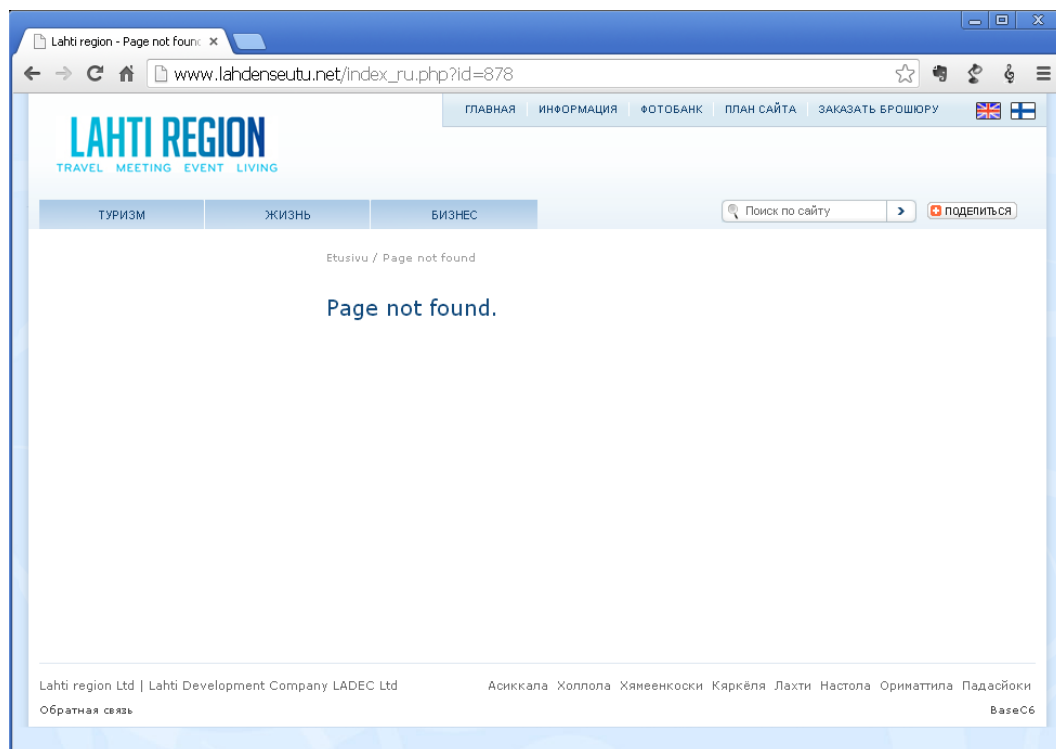 Lahti region - Page not found
www.lahdenseutu.net/index_ru.php?id=878
ГЛАВНАЯ ИНФОРМАЦИЯ ФОТОБАНК ПЛАН САЙТА ЗАКАЗАТЬ БРОШЮРУ
LAHTI REGION
TRAVEL MEETING EVENT LIVING
ТУРИЗМ ЖИЗНЬ БИЗНЕС Поиск по сайту ПОДЕЛИТЬСЯ
Etusivu / Page not found
Page not found.
Lahti region Ltd | Lahti Development Company LADEC Ltd Асиккала Холлола Хямеенкоски Кяркёля Лахти Настола Ориматтила Падасйоки
Обратная связь BaseC6